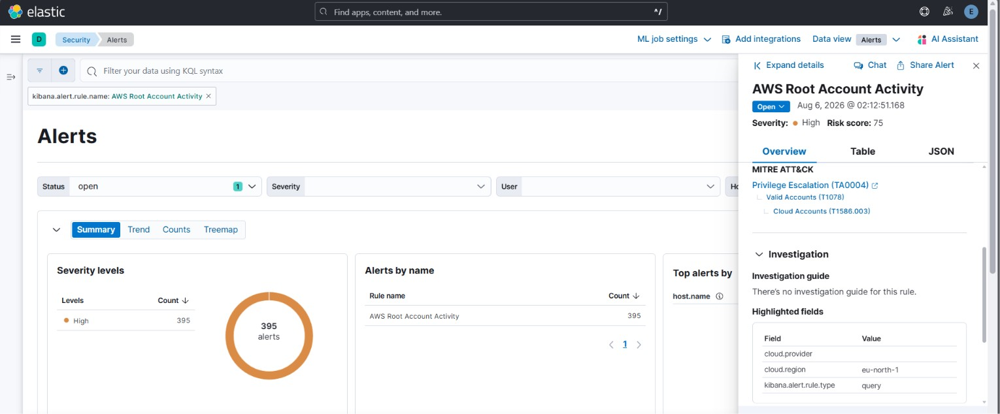 elastic
Find apps, content, and more. ^/
E
D Security Alerts
ML job settings Add integrations Data view Alerts AI Assistant
Filter your data using KQL syntax
kibana.alert.rule.name: AWS Root Account Activity ×
Alerts
Status open 1 Severity User Ho
Summary Trend Counts Treemap
Severity levels
Levels Count
High 395
395
alerts
Alerts by name
Rule name Count
AWS Root Account Activity 395
1
Top alerts by
host.name
Expand details Chat Share Alert
AWS Root Account Activity
Open Aug 6, 2026 @ 02:12:51.168
Severity: High Risk score: 75
Overview Table JSON
MITRE ATT&CK
Privilege Escalation (TA0004)
Valid Accounts (T1078)
Cloud Accounts (T1586.003)
Investigation
Investigation guide
There’s no investigation guide for this rule.
Highlighted fields
Field Value
cloud.provider
cloud.region eu-north-1
kibana.alert.rule.type query